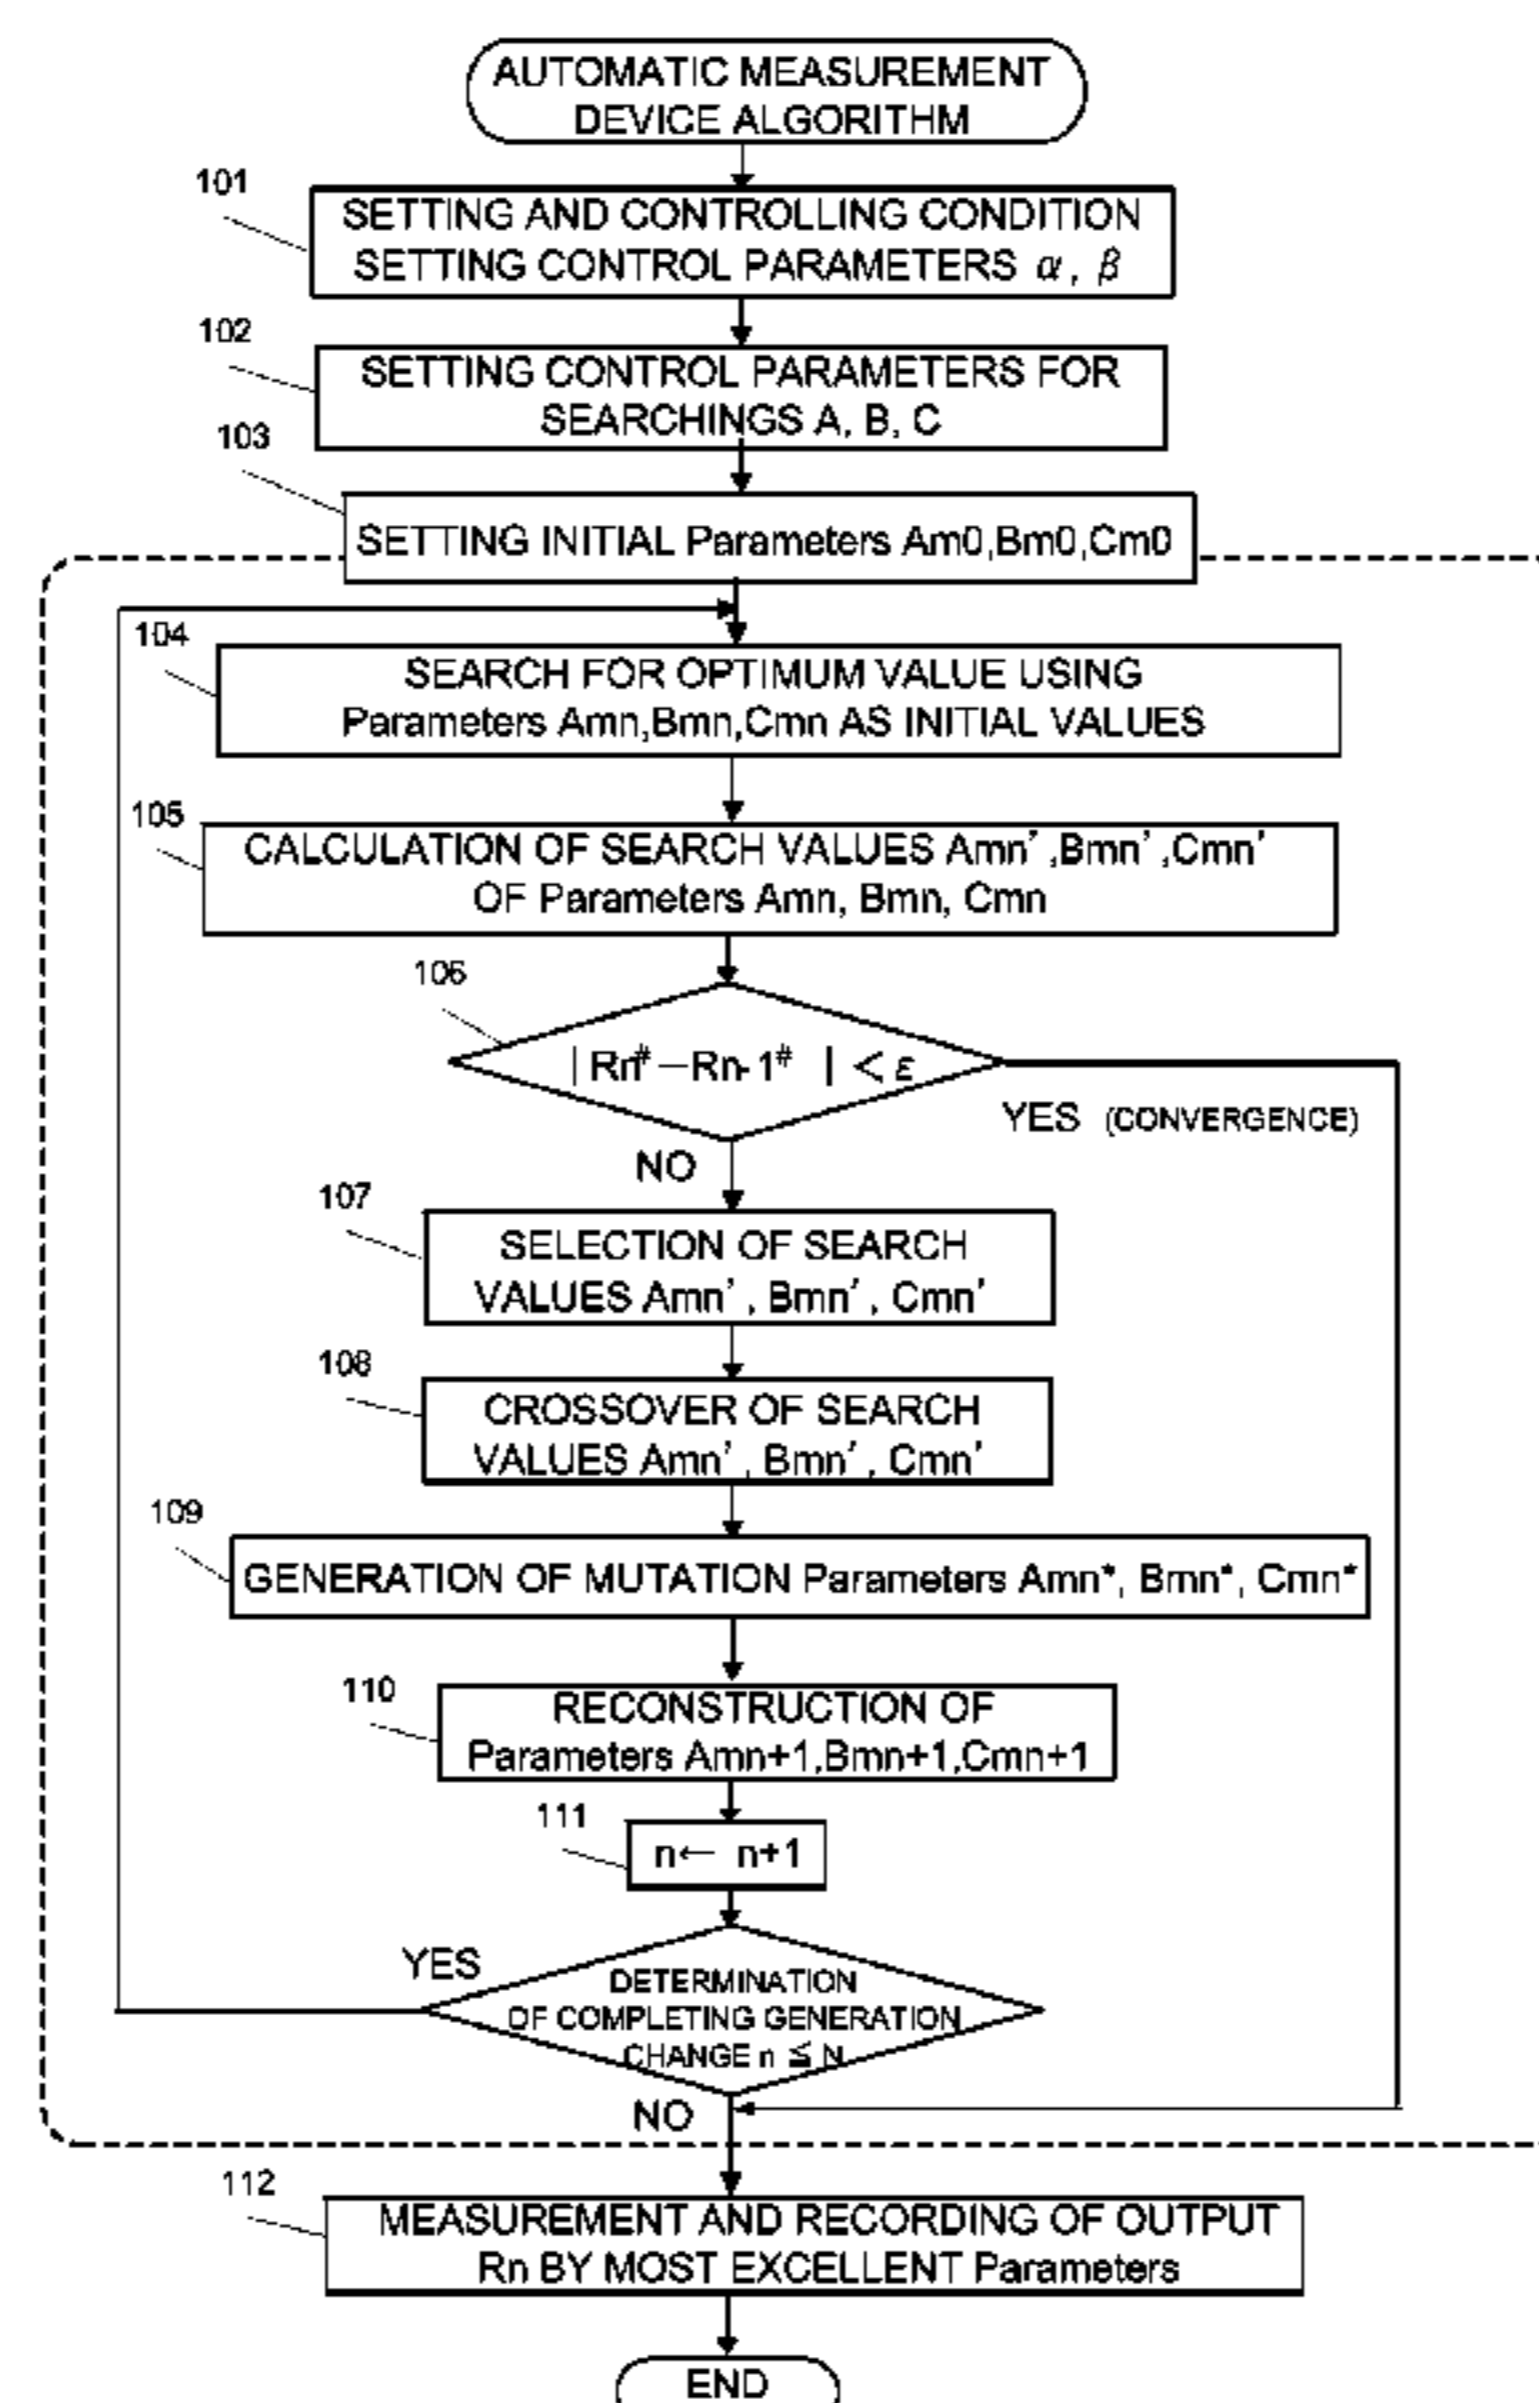 AUTOMATIC MEASUREMENT
DEVICE ALGORITHM
101
SETTING AND CONTROLLING CONDITION
SETTING CONTROL PARAMETERS α, β
102
SETTING CONTROL PARAMETERS FOR
SEARCHINGS A, B, C
103
SETTING INITIAL Parameters Am0,Bm0,Cm0
104
SEARCH FOR OPTIMUM VALUE USING
Parameters Amn,Bmn,Cmn AS INITIAL VALUES
105
CALCULATION OF SEARCH VALUES Amn’,Bmn’,Cmn’
OF Parameters Amn, Bmn, Cmn
106
| Rn# — Rn-1# | < ε
YES (CONVERGENCE)
NO
107
SELECTION OF SEARCH
VALUES Amn’, Bmn’, Cmn’
108
CROSSOVER OF SEARCH
VALUES Amn’, Bmn’, Cmn’
109
GENERATION OF MUTATION Parameters Amn*, Bmn*, Cmn*
110
RECONSTRUCTION OF
Parameters Amn+1,Bmn+1,Cmn+1
111
n← n+1
YES
DETERMINATION
OF COMPLETING GENERATION
CHANGE n ≦ N
NO
112
MEASUREMENT AND RECORDING OF OUTPUT
Rn BY MOST EXCELLENT Parameters
END